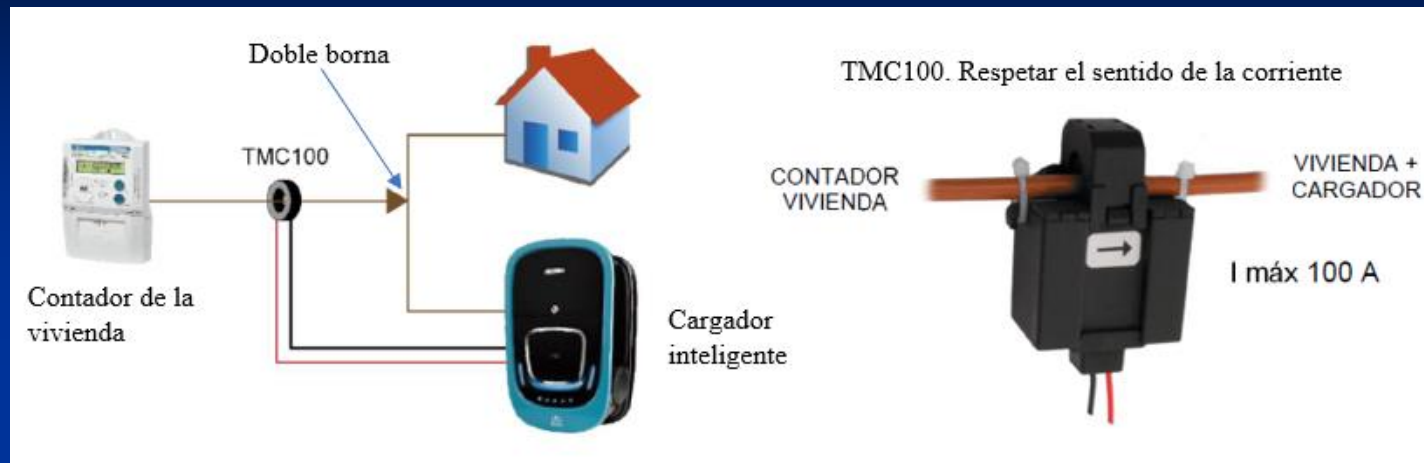 Doble borna
TMC100
Contador de la
vivienda
Cargador
inteligente
TMC100. Respetar el sentido de la corriente
CONTADOR
VIVIENDA
VIVIENDA +
CARGADOR
I máx 100 A